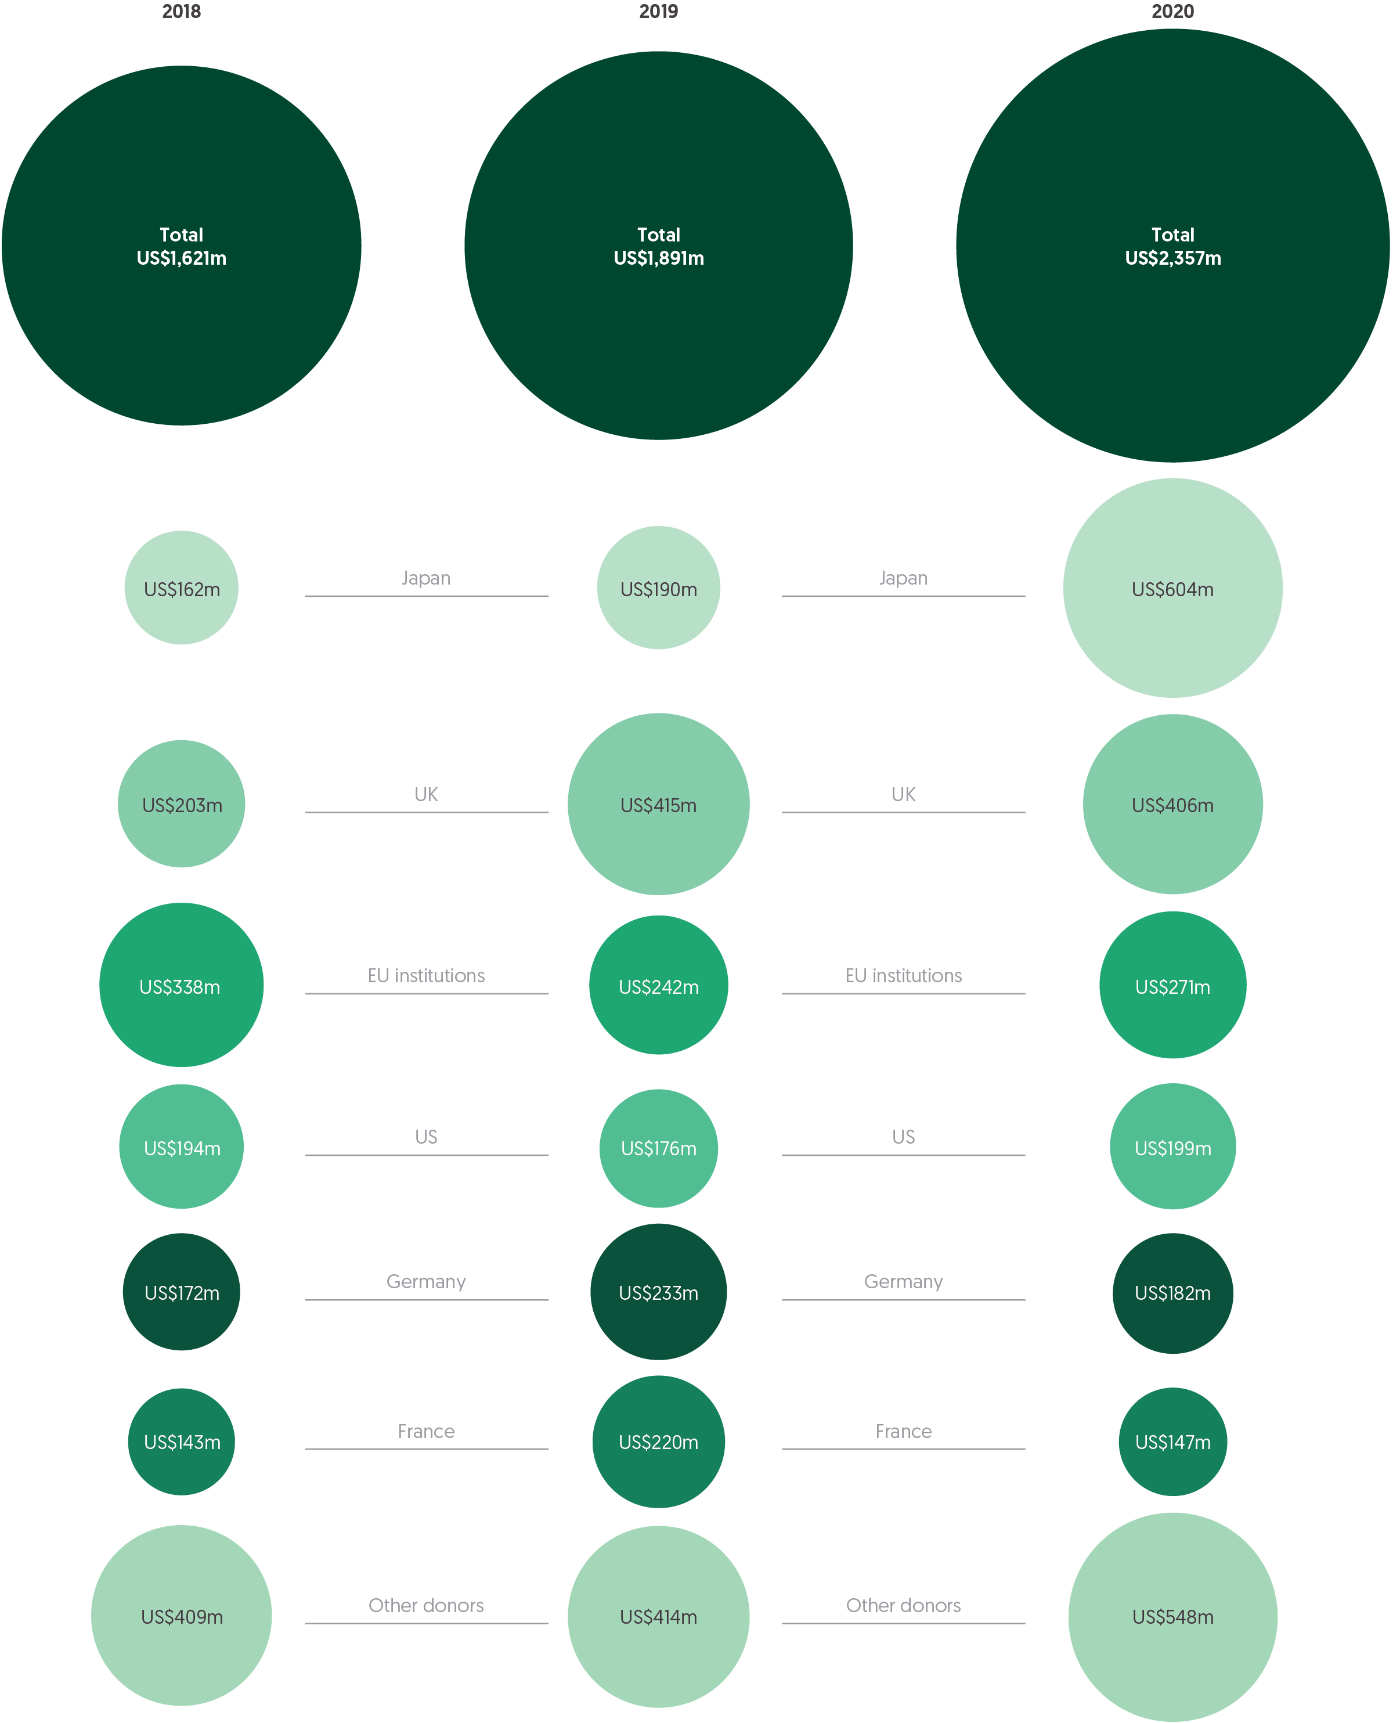 2018
2019
2020
Total
US$1,621m
Total
US$1,891m
Total
US$2,357m
US$162m
Japan
US$190m
Japan
US$604m
US$203m
UK
US$415m
UK
US$406m
US$338m
EU institutions
US$242m
EU institutions
US$271m
US$194m
US
US$176m
US
US$199m
US$172m
Germany
US$233m
Germany
US$182m
US$143m
France
US$220m
France
US$147m
US$409m
Other donors
US$414m
Other donors
US$548m